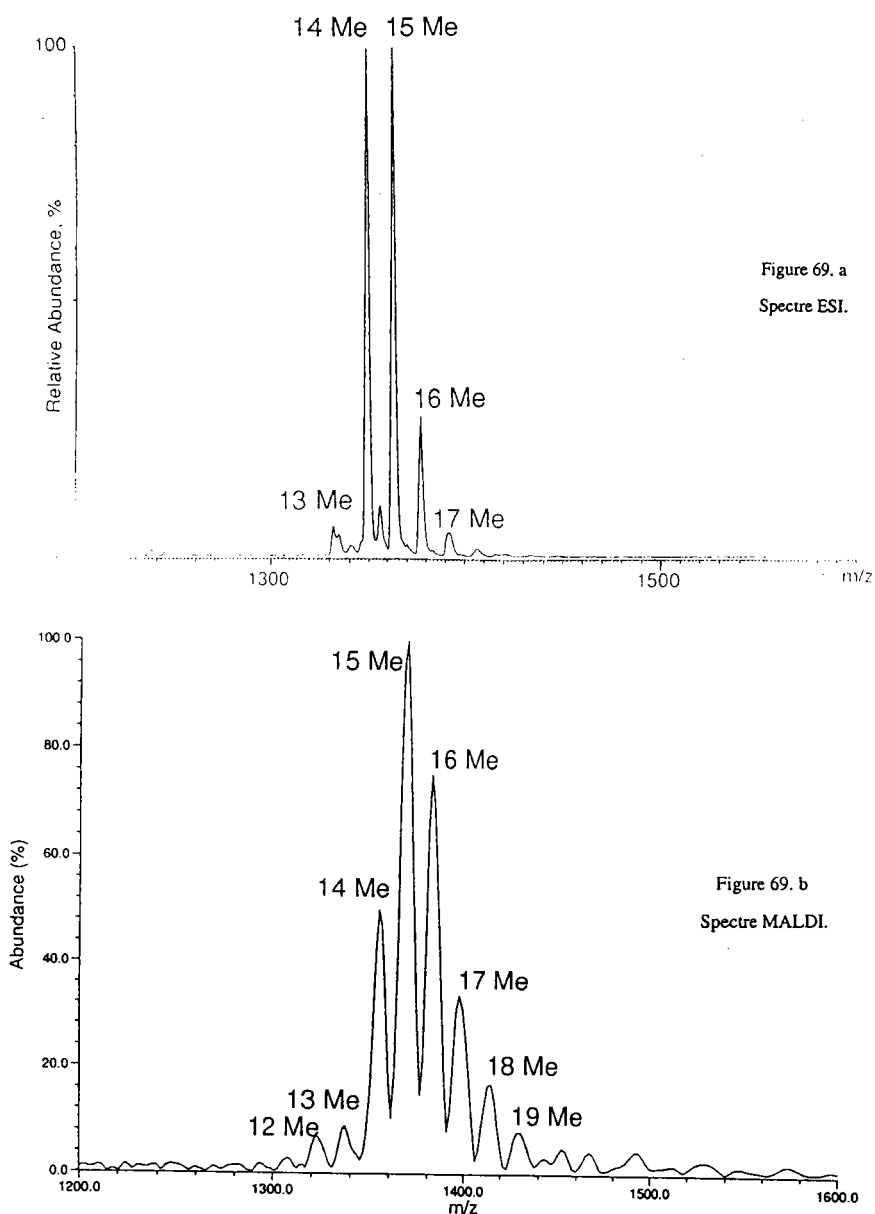 14 Me 15 Me
100
Relative Abundance, %
Figure 69. a
Spectre ESI.
16 Me
13 Me
17 Me
1300 1500 m/z
100.0
15 Me
80.0
16 Me
60.0
Abundance (%)
14 Me
Figure 69. b
Spectre MALDI.
40.0
17 Me
20.0
18 Me
13 Me
12 Me
19 Me
0.0
1200.0 1300.0 1400.0 1500.0 1600.0
m/z